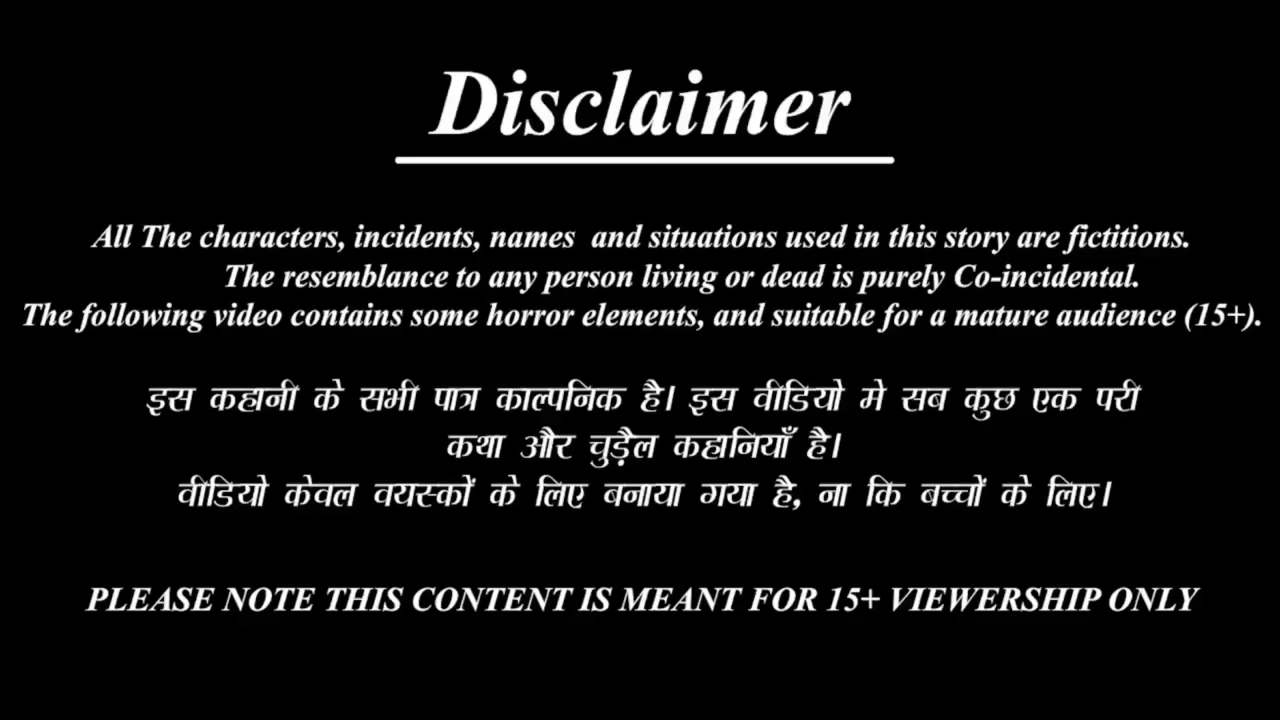 Disclaimer
All The characters, incidents, names and situations used in this story are fictitions.
The resemblance to any person living or dead is purely Co-incidental.
The following video contains some horror elements, and suitable for a mature audience (15+).
इस कहानी के सभी पात्र काल्पनिक है। इस वीडियो मे सब कुछ एक परी
कथा और चुड़ैल कहानियाँ है।
वीडियो केवल वयस्कों के लिए बनाया गया है, ना कि बच्चों के लिए।
PLEASE NOTE THIS CONTENT IS MEANT FOR 15+ VIEWERSHIP ONLY